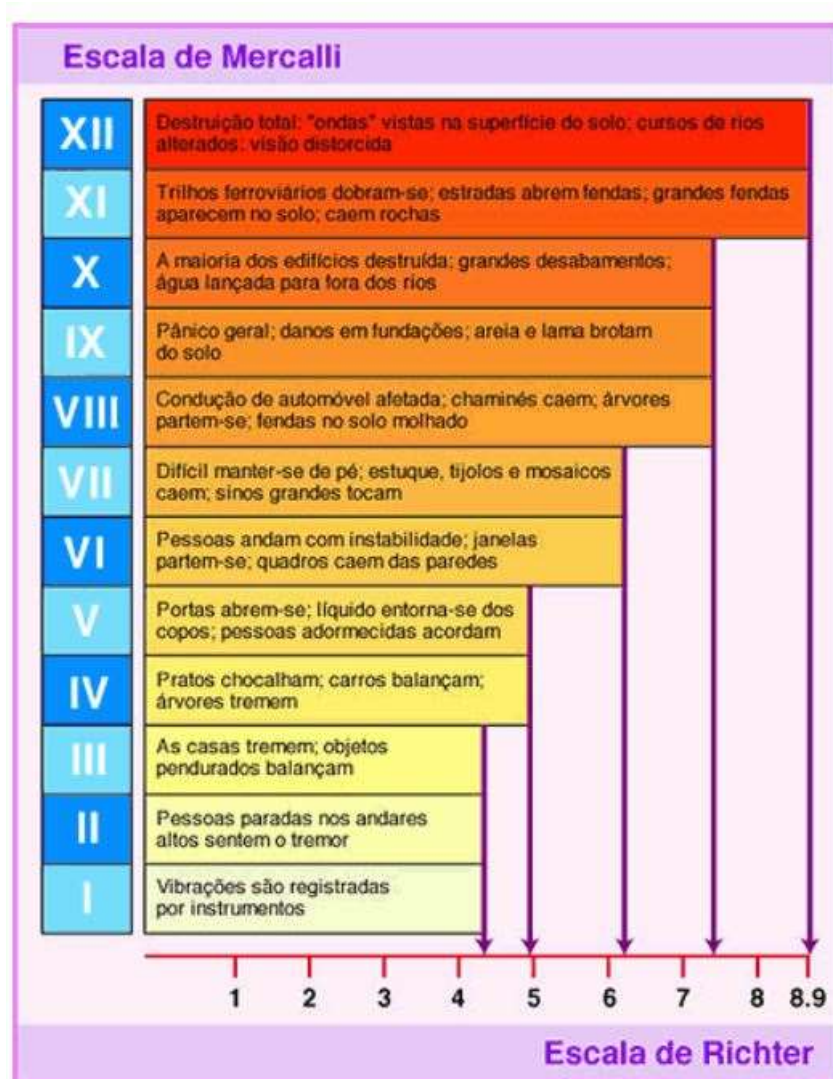 Escala de Mercalli
XII
Destruição total: "ondas" vistas na superfície do solo; cursos de rios
alterados; visão distorcida
XI
Trilhos ferroviários dobram-se; estradas abrem fendas; grandes fendas
aparecem no solo; caem rochas
X
A maioria dos edifícios destruída; grandes desabamentos;
água lançada para fora dos rios
IX
Pânico geral; danos em fundações; areia e lama brotam
do solo
VIII
Condução de automóvel afetada; chaminés caem; árvores
partem-se; fendas no solo molhado
VII
Difícil manter-se de pé; estuque, tijolos e mosaicos
caem; sinos grandes tocam
VI
Pessoas andam com instabilidade; janelas
partem-se; quadros caem das paredes
V
Portas abrem-se; líquido entorna-se dos
copos; pessoas adormecidas acordam
IV
Pratos chocalham; carros balançam;
árvores tremem
III
As casas tremem; objetos
pendurados balançam
II
Pessoas paradas nos andares
altos sentem o tremor
I
Vibrações são registradas
por instrumentos
1 2 3 4 5 6 7 8 8.9
Escala de Richter